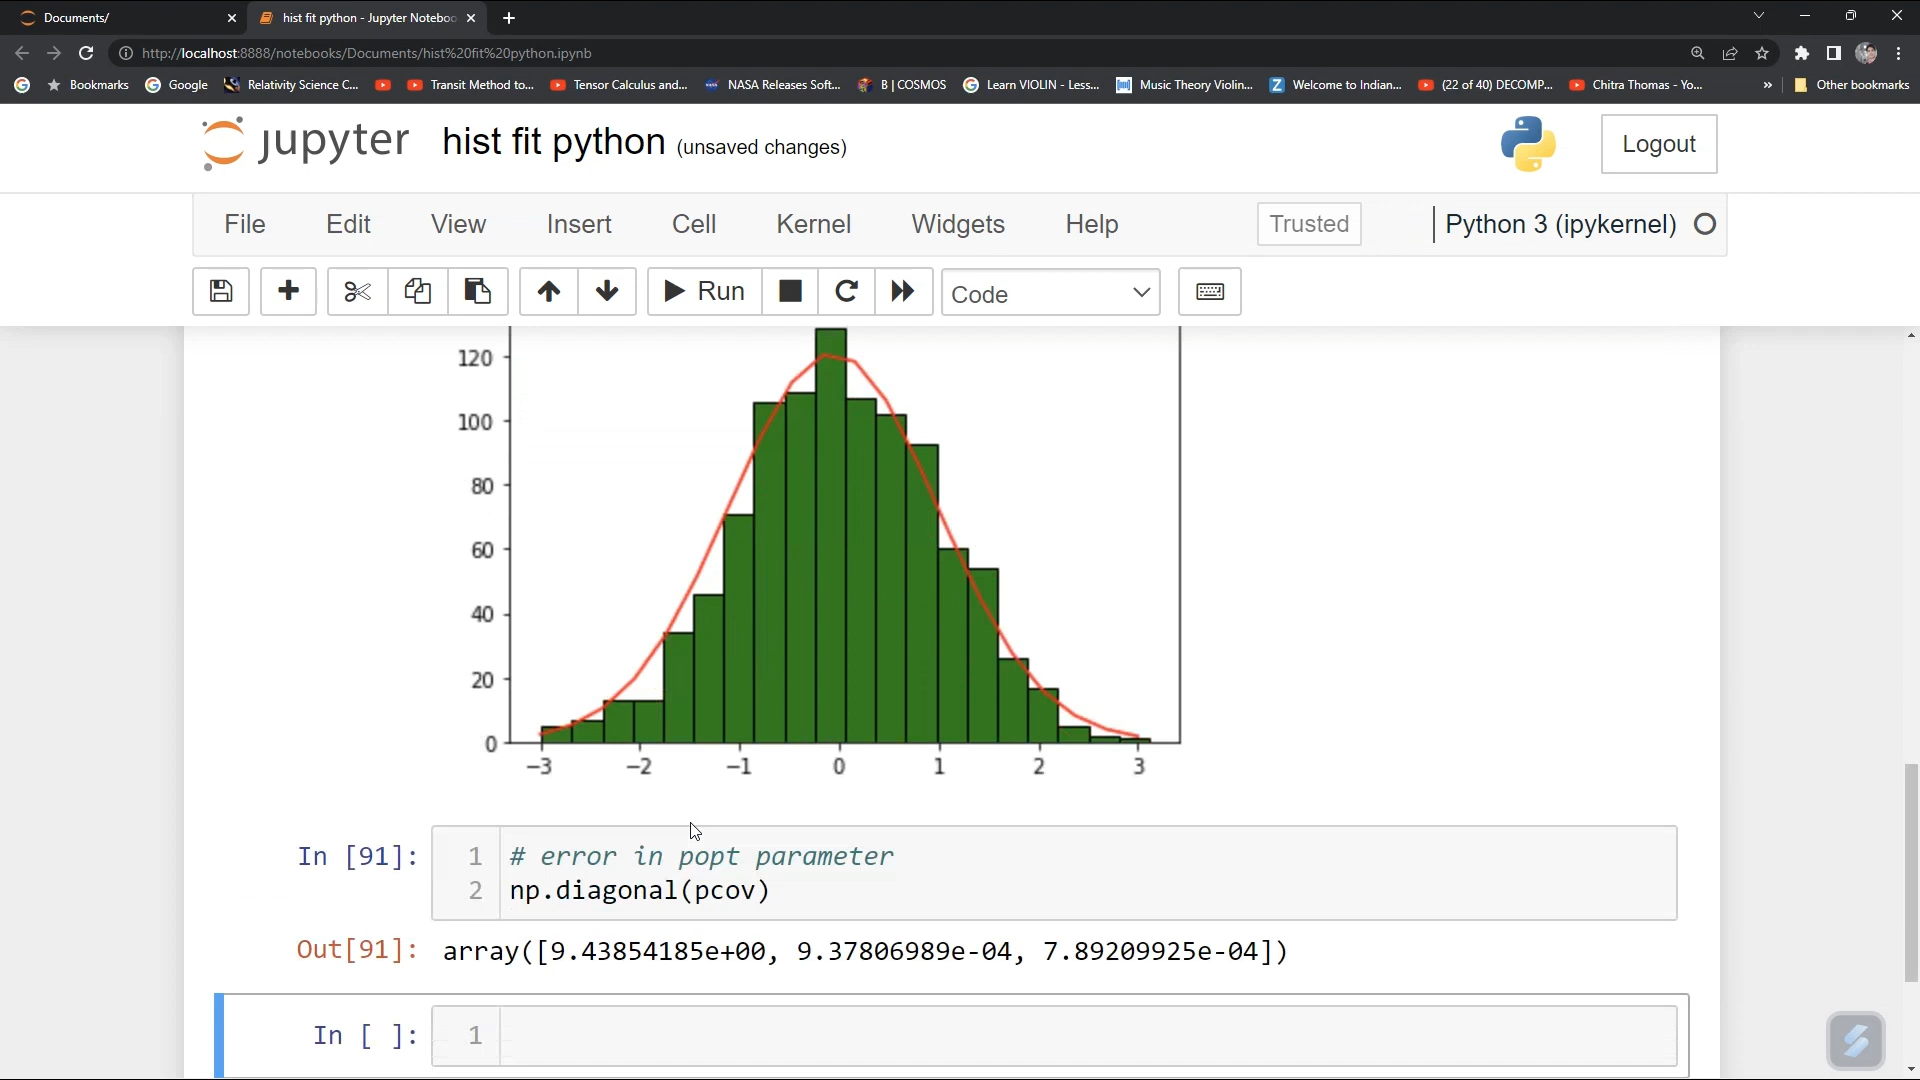 Documents/
hist fit python - Jupyter Noteboo
http://localhost:8888/notebooks/Documents/hist%20fit%20python.ipynb
Bookmarks Google Relativity Science C... Transit Method to... Tensor Calculus and... NASA Releases Soft... B | COSMOS Learn VIOLIN - Less... Music Theory Violin... Welcome to Indian... (22 of 40) DECOMP... Chitra Thomas - Yo... » Other bookmarks
jupyter hist fit python (unsaved changes)
Logout
File Edit View Insert Cell Kernel Widgets Help Trusted Python 3 (ipykernel)
Run Code
120
100
80
60
40
20
0
−3 −2 −1 0 1 2 3
In [91]: 1 # error in popt parameter
2 np.diagonal(pcov)
Out[91]: array([9.43854185e+00, 9.37806989e-04, 7.89209925e-04])
In [ ]: 1